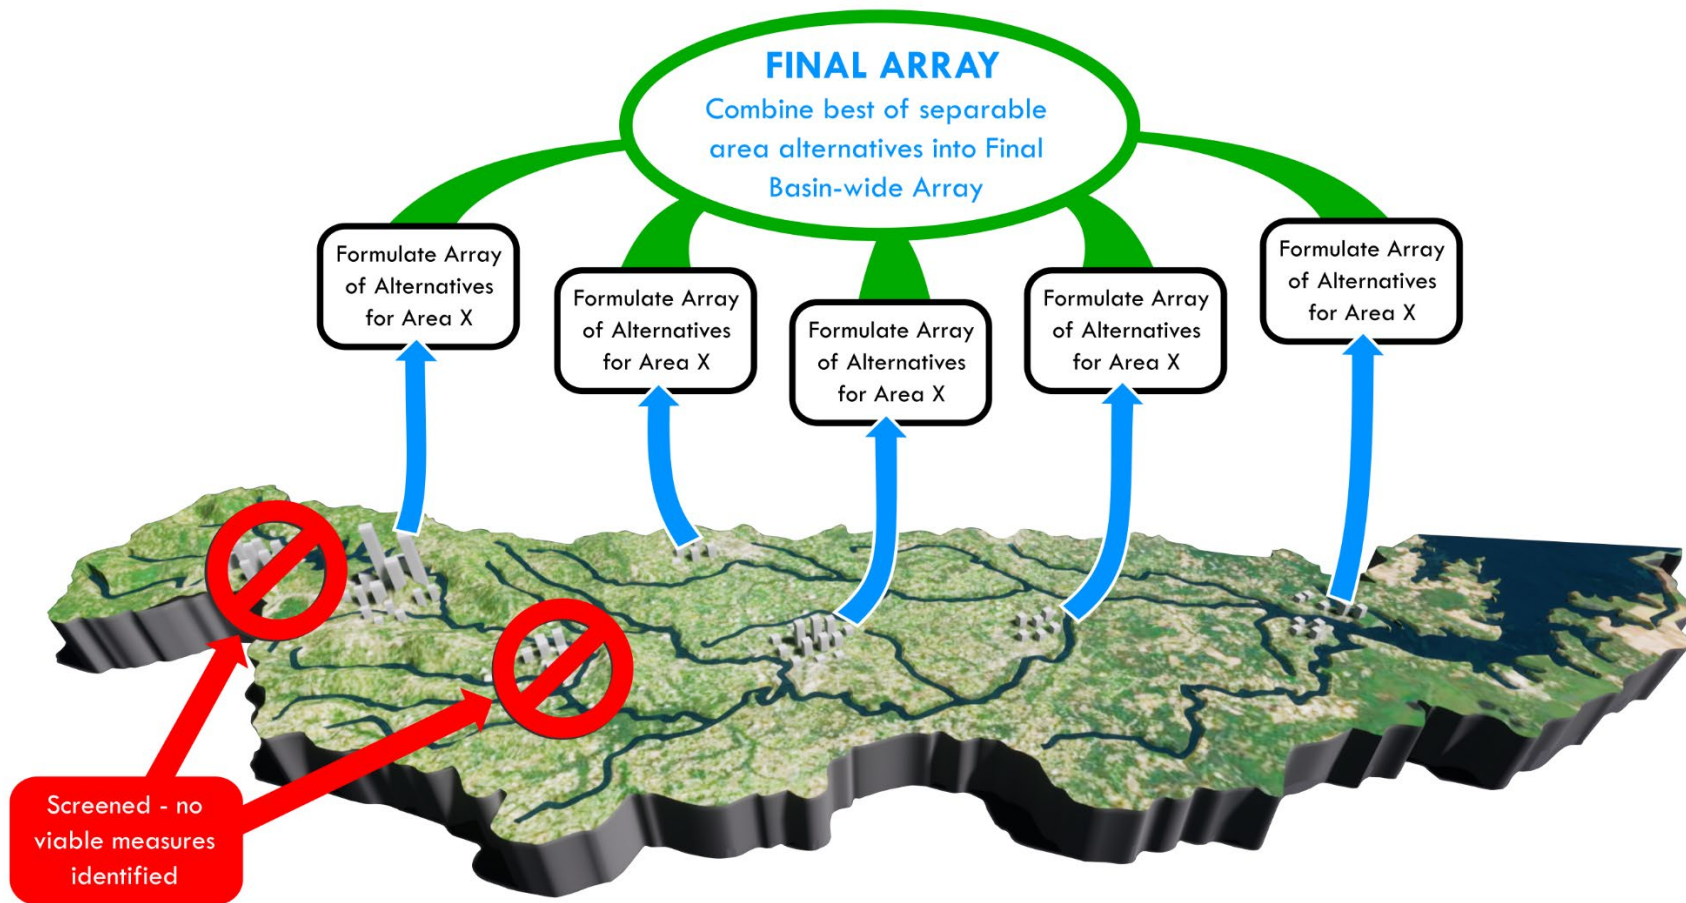 FINAL ARRAY
Combine best of separable
area alternatives into Final
Basin-wide Array
Formulate Array
of Alternatives
for Area X
Formulate Array
of Alternatives
for Area X
Formulate Array
of Alternatives
for Area X
Formulate Array
of Alternatives
for Area X
Formulate Array
of Alternatives
for Area X
Screened - no
viable measures
identified